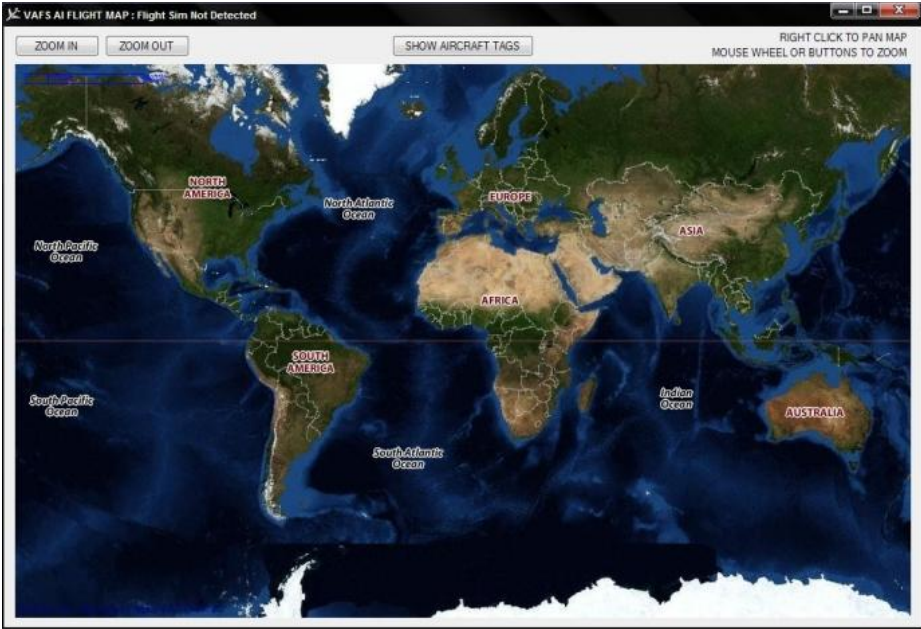 VAFS AI FLIGHT MAP : Flight Sim Not Detected
ZOOM IN
ZOOM OUT
SHOW AIRCRAFT TAGS
RIGHT CLICK TO PAN MAP
MOUSE WHEEL OR BUTTONS TO ZOOM
NORTH
AMERICA
EUROPE
North Atlantic
Ocean
ASIA
North Pacific
Ocean
AFRICA
SOUTH
AMERICA
South Pacific
Ocean
Indian
Ocean
AUSTRALIA
South Atlantic
Ocean